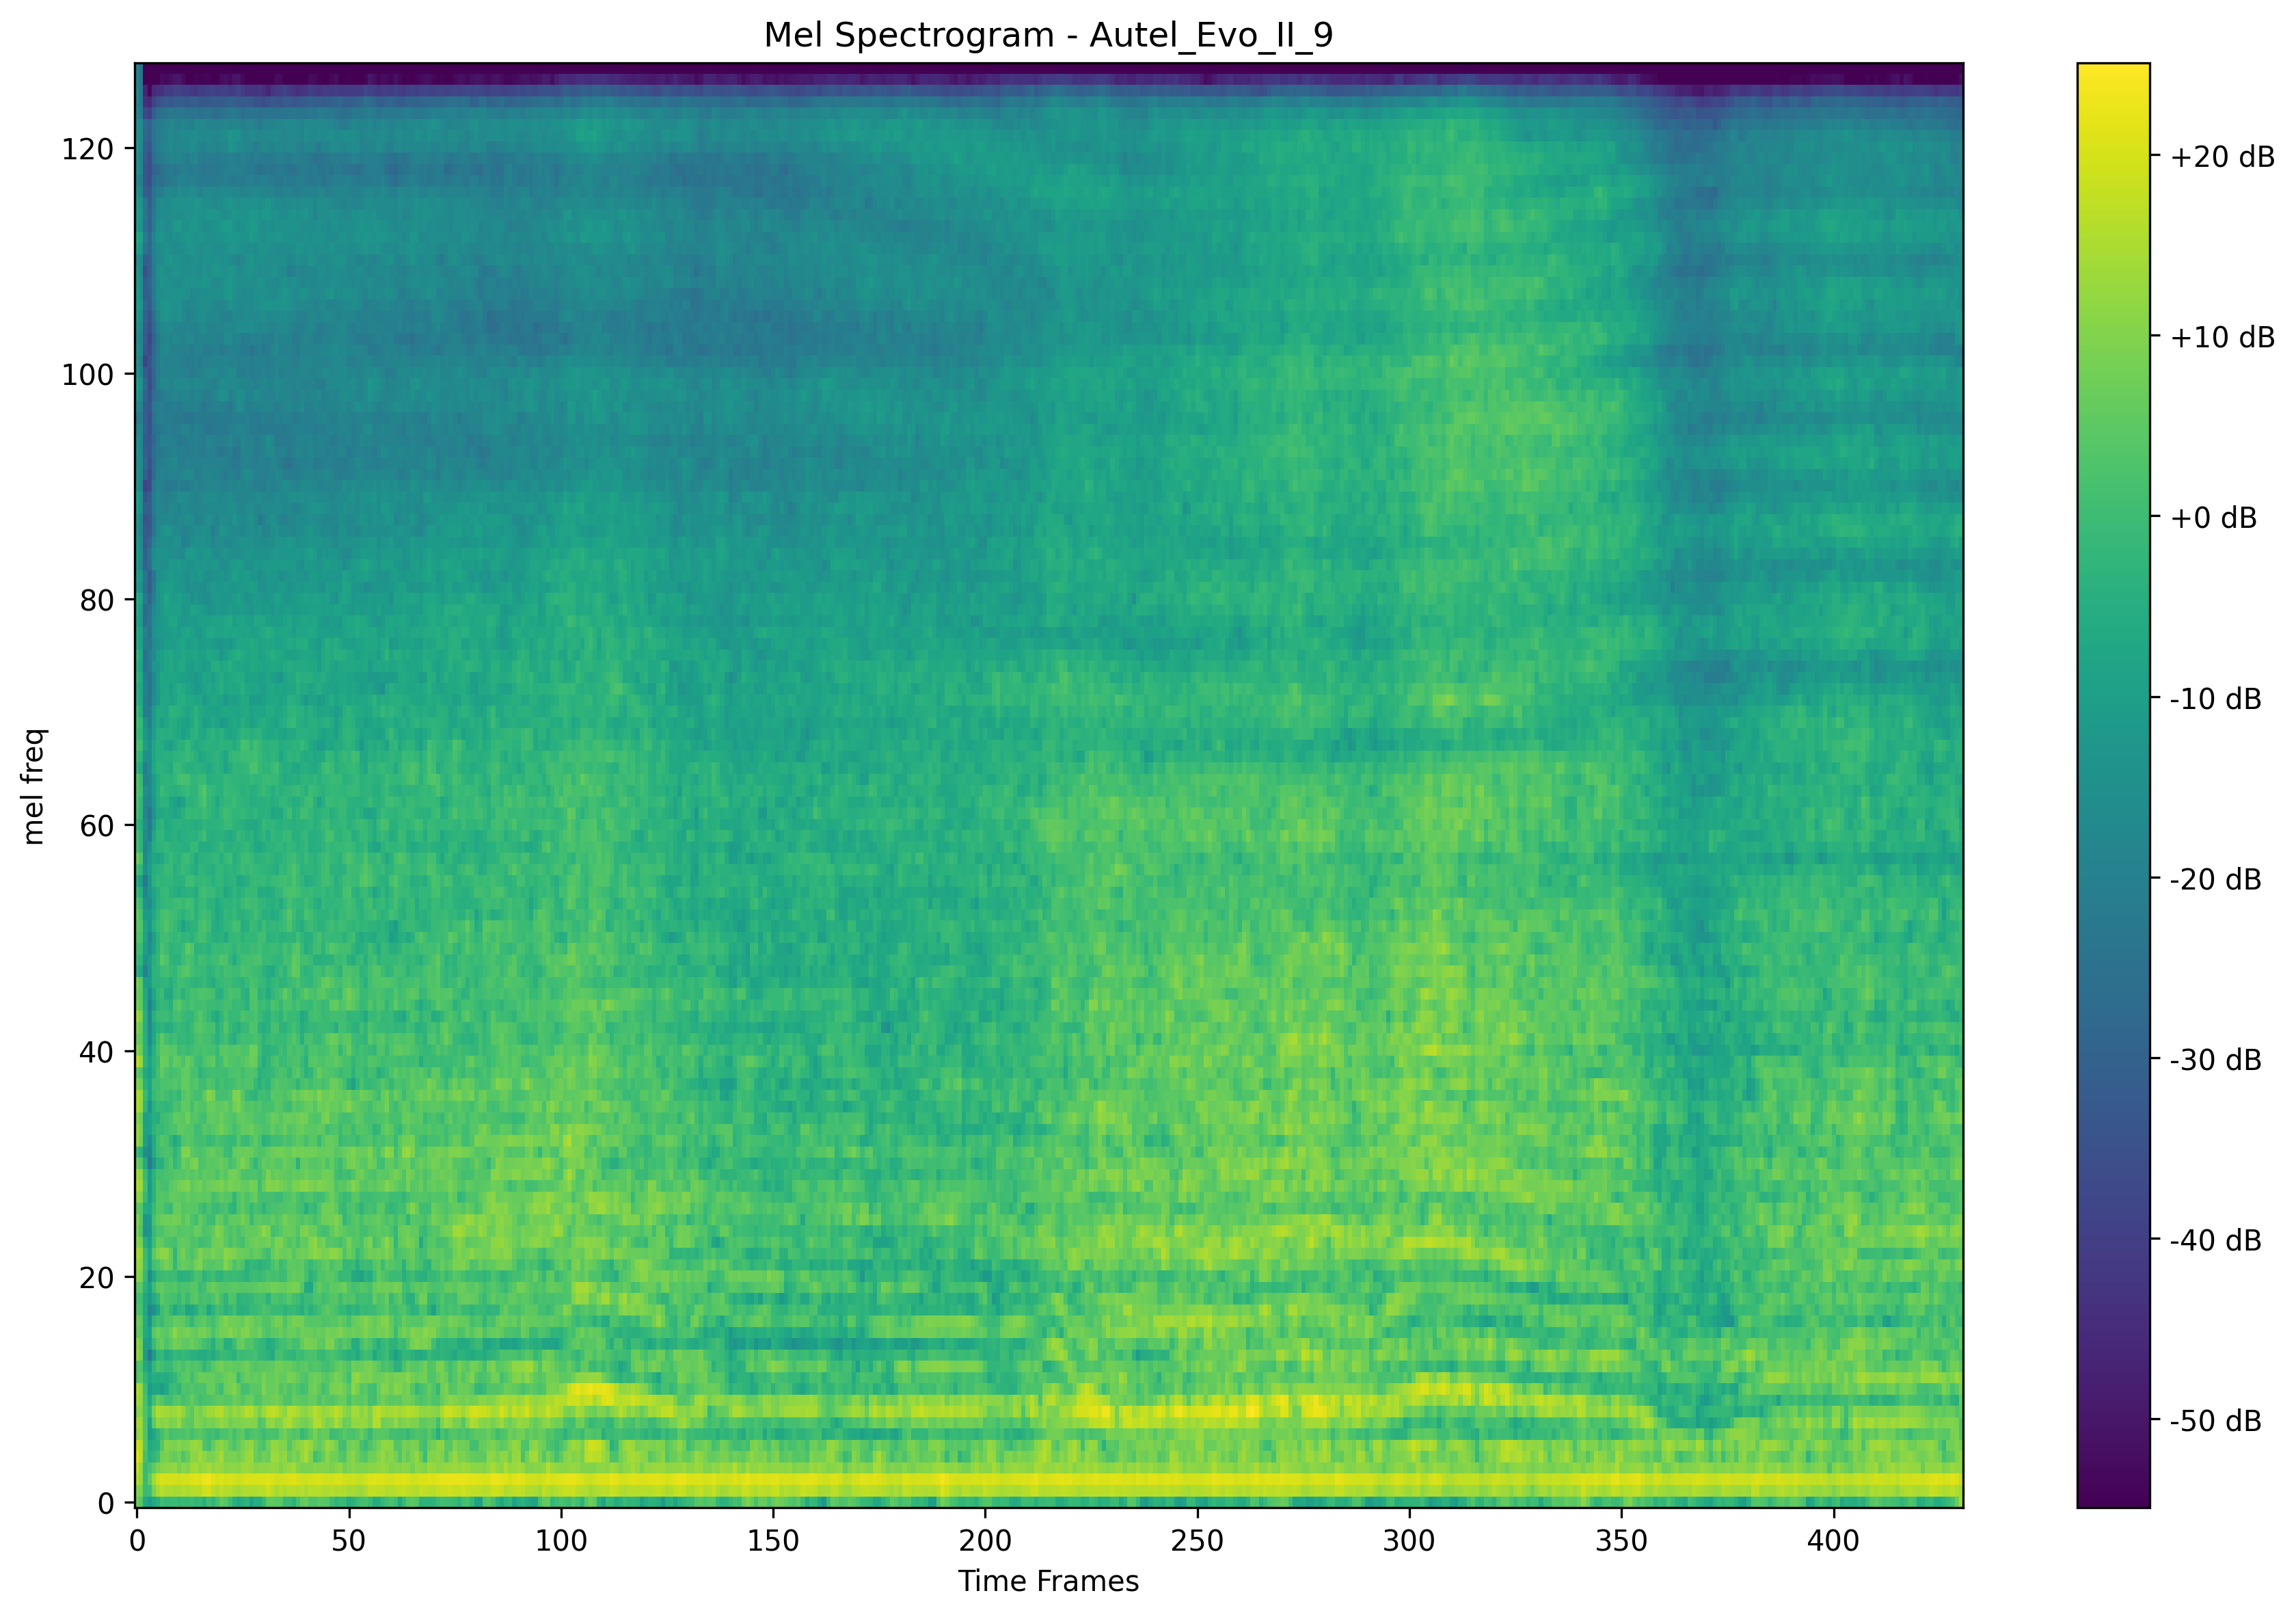 Mel Spectrogram - Autel_Evo_II_9
mel freq
120
100
80
60
40
20
0
0 50 100 150 200 250 300 350 400
Time Frames
+20 dB
+10 dB
+0 dB
-10 dB
-20 dB
-30 dB
-40 dB
-50 dB